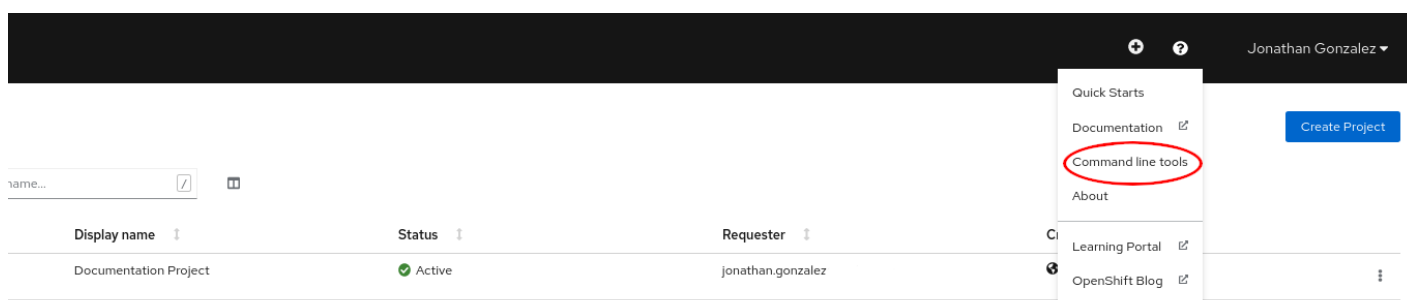 Jonathan Gonzalez
Quick Starts
Documentation
Create Project
Command line tools
name... /
About
Display name Status Requester
Learning Portal
Documentation Project Active jonathan.gonzalez
OpenShift Blog